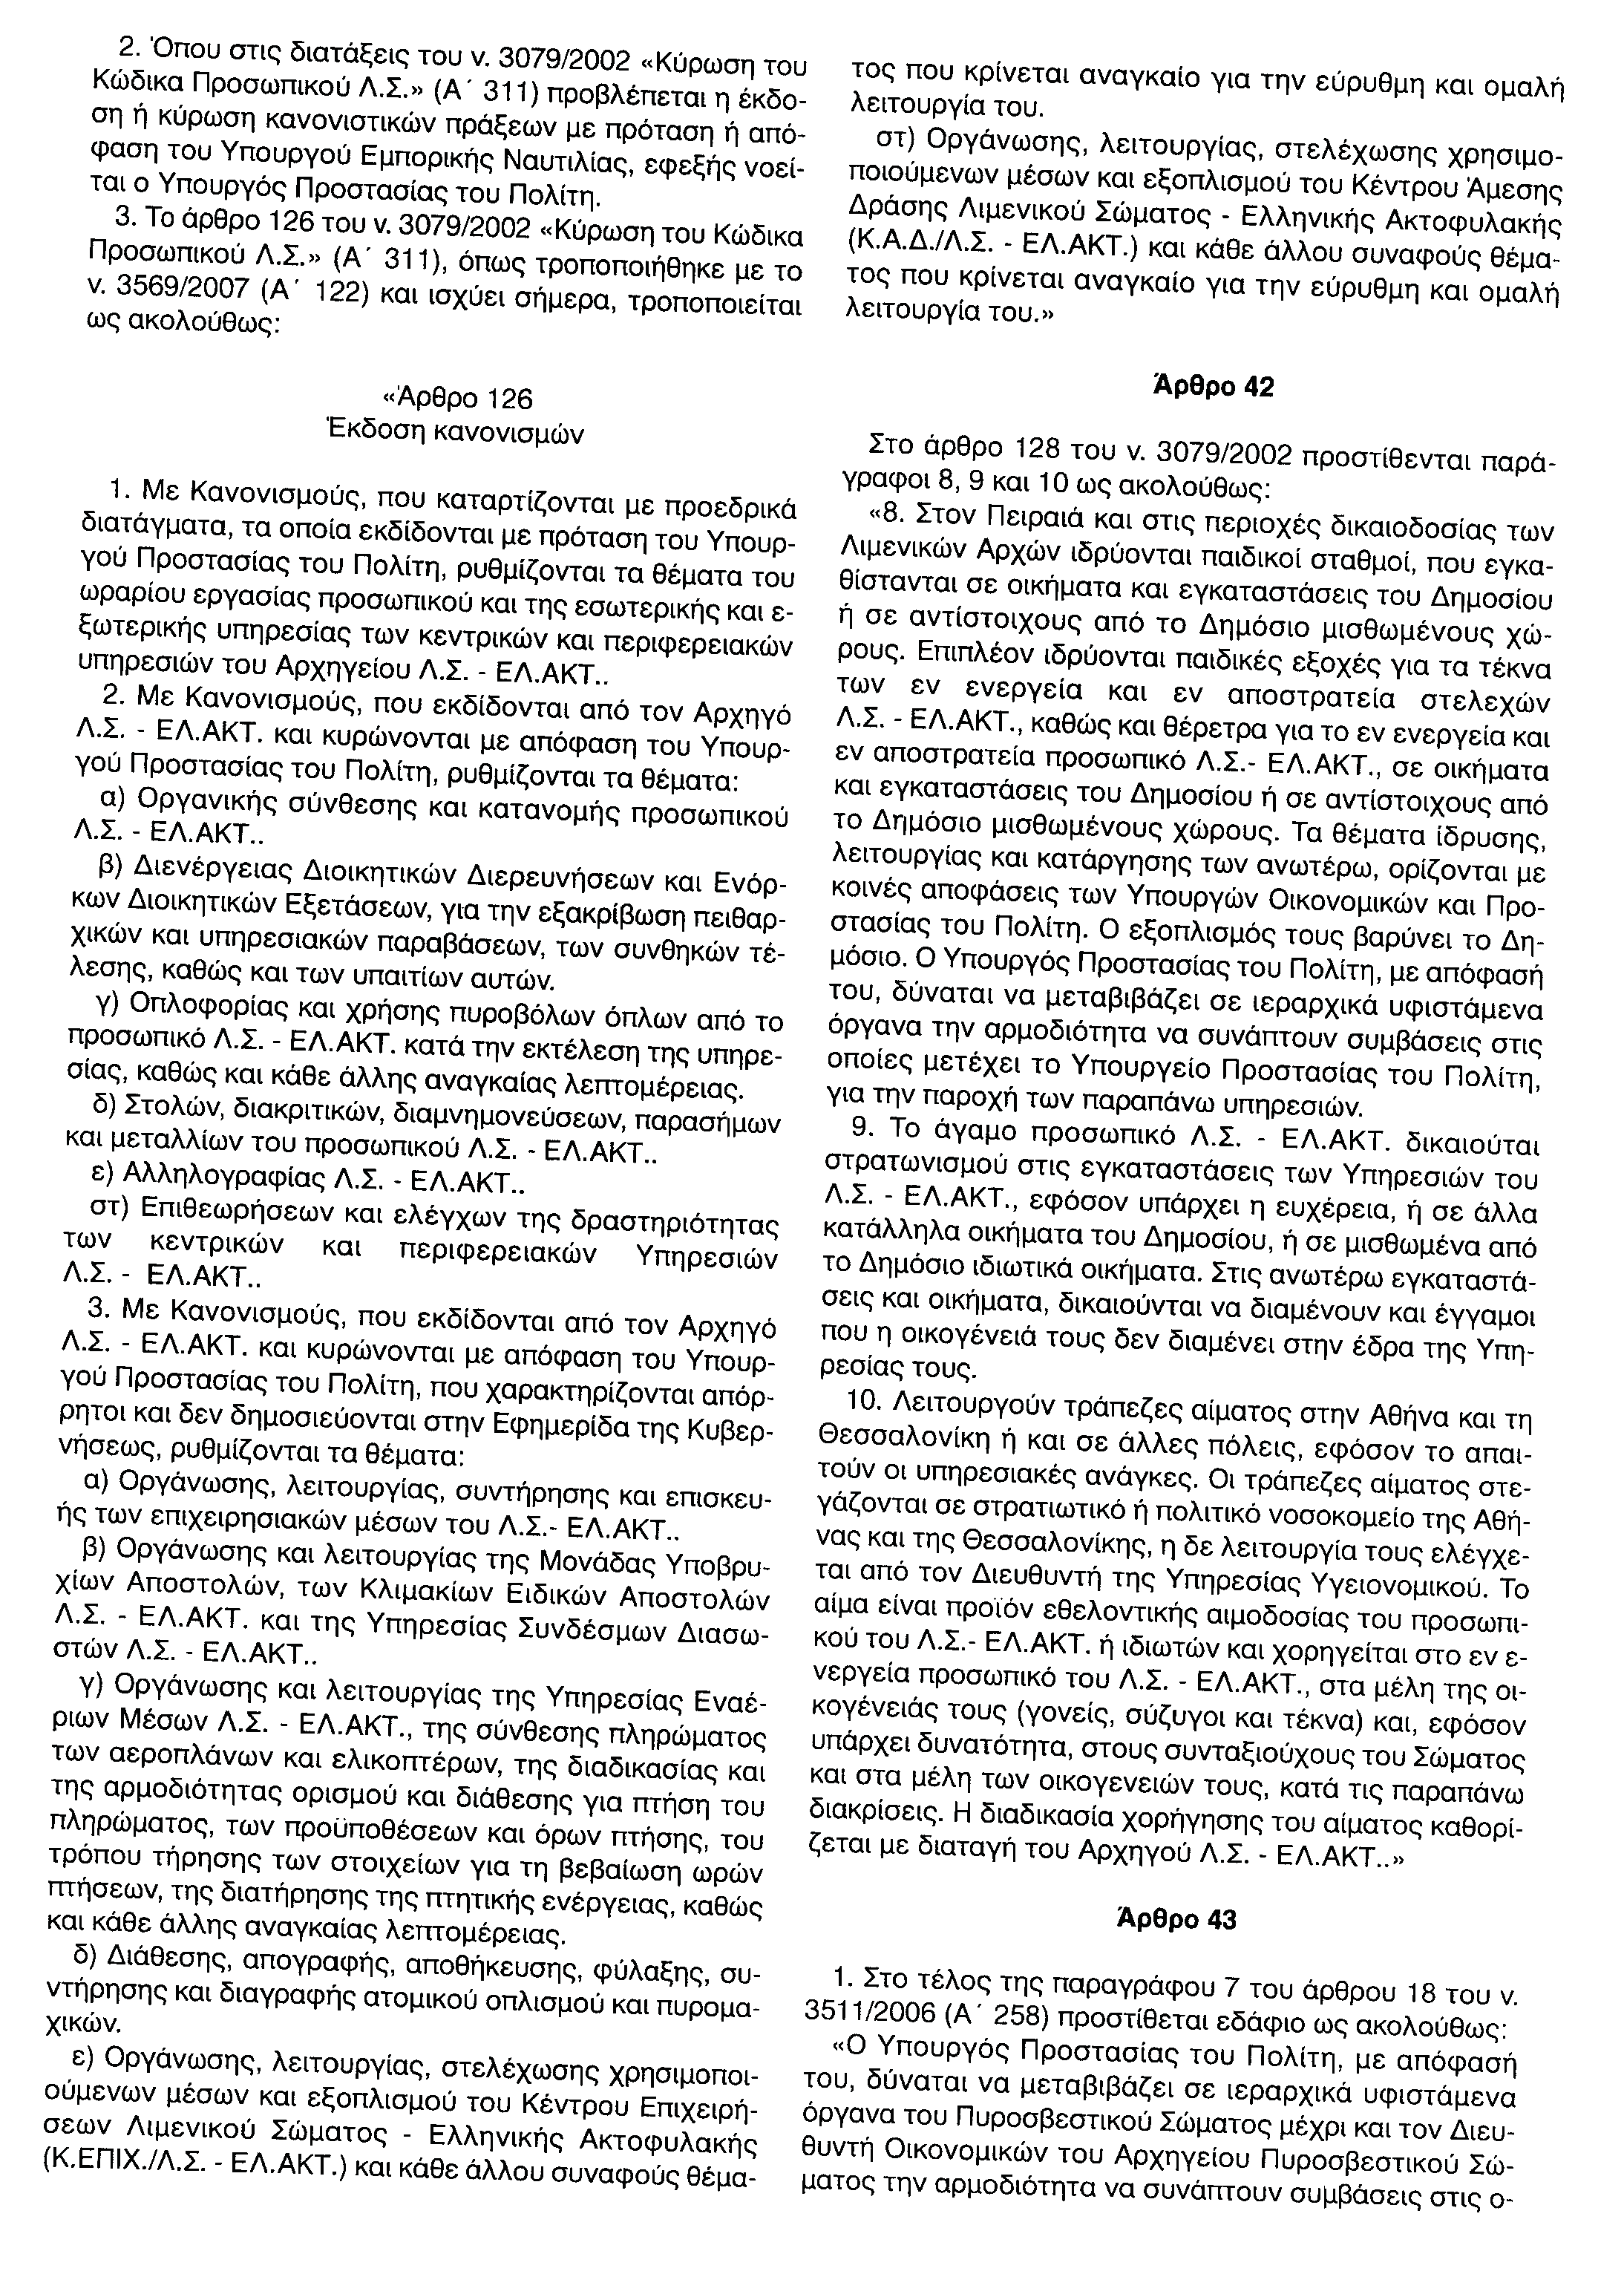 2. Όπου στις διατάξεις του ν. 3079/2002 «Κύρωση του
Κώδικα Προσωπικού Λ.Σ.» (Α΄ 311) προβλέπεται η έκδο-
ση ή κύρωση κανονιστικών πράξεων με πρόταση ή από-
φαση του Υπουργού Εμπορικής Ναυτιλίας, εφεξής νοεί-
ται ο Υπουργός Προστασίας του Πολίτη.
3. Το άρθρο 126 του ν. 3079/2002 «Κύρωση του Κώδικα
Προσωπικού Λ.Σ.» (Α΄ 311), όπως τροποποιήθηκε με το
ν. 3569/2007 (Α΄ 122) και ισχύει σήμερα, τροποποιείται
ως ακολούθως:
«Άρθρο 126
Έκδοση κανονισμών
1. Με Κανονισμούς, που καταρτίζονται με προεδρικά
διατάγματα, τα οποία εκδίδονται με πρόταση του Υπουρ-
γού Προστασίας του Πολίτη, ρυθμίζονται τα θέματα του
ωραρίου εργασίας προσωπικού και της εσωτερικής και ε-
ξωτερικής υπηρεσίας των κεντρικών και περιφερειακών
υπηρεσιών του Αρχηγείου Λ.Σ. - ΕΛ.ΑΚΤ..
2. Με Κανονισμούς, που εκδίδονται από τον Αρχηγό
Λ.Σ. - ΕΛ.ΑΚΤ. και κυρώνονται με απόφαση του Υπουρ-
γού Προστασίας του Πολίτη, ρυθμίζονται τα θέματα:
α) Οργανικής σύνθεσης και κατανομής προσωπικού
Λ.Σ. - ΕΛ.ΑΚΤ..
β) Διενέργειας Διοικητικών Διερευνήσεων και Ενόρ-
κων Διοικητικών Εξετάσεων, για την εξακρίβωση πειθαρ-
χικών και υπηρεσιακών παραβάσεων, των συνθηκών τέ-
λεσης, καθώς και των υπαιτίων αυτών.
γ) Οπλοφορίας και χρήσης πυροβόλων όπλων από το
προσωπικό Λ.Σ. - ΕΛ.ΑΚΤ. κατά την εκτέλεση της υπηρε-
σίας, καθώς και κάθε άλλης αναγκαίας λεπτομέρειας.
δ) Στολών, διακριτικών, διαμνημονεύσεων, παρασήμων
και μεταλλίων του προσωπικού Λ.Σ. - ΕΛ.ΑΚΤ..
ε) Αλληλογραφίας Λ.Σ. - ΕΛ.ΑΚΤ..
στ) Επιθεωρήσεων και ελέγχων της δραστηριότητας
των κεντρικών και περιφερειακών Υπηρεσιών
Λ.Σ. - ΕΛ.ΑΚΤ..
3. Με Κανονισμούς, που εκδίδονται από τον Αρχηγό
Λ.Σ. - ΕΛ.ΑΚΤ. και κυρώνονται με απόφαση του Υπουρ-
γού Προστασίας του Πολίτη, που χαρακτηρίζονται απόρ-
ρητοι και δεν δημοσιεύονται στην Εφημερίδα της Κυβερ-
νήσεως, ρυθμίζονται τα θέματα:
α) Οργάνωσης, λειτουργίας, συντήρησης και επισκευ-
ής των επιχειρησιακών μέσων του Λ.Σ.- ΕΛ.ΑΚΤ..
β) Οργάνωσης και λειτουργίας της Μονάδας Υποβρυ-
χίων Αποστολών, των Κλιμακίων Ειδικών Αποστολών
Λ.Σ. - ΕΛ.ΑΚΤ. και της Υπηρεσίας Συνδέσμων Διασω-
στών Λ.Σ. - ΕΛ.ΑΚΤ..
γ) Οργάνωσης και λειτουργίας της Υπηρεσίας Εναέ-
ριων Μέσων Λ.Σ. - ΕΛ.ΑΚΤ., της σύνθεσης πληρώματος
των αεροπλάνων και ελικοπτέρων, της διαδικασίας και
της αρμοδιότητας ορισμού και διάθεσης για πτήση του
πληρώματος, των προϋποθέσεων και όρων πτήσης, του
τρόπου τήρησης των στοιχείων για τη βεβαίωση ωρών
πτήσεων, της διατήρησης της πτητικής ενέργειας, καθώς
και κάθε άλλης αναγκαίας λεπτομέρειας.
δ) Διάθεσης, απογραφής, αποθήκευσης, φύλαξης, συ-
ντήρησης και διαγραφής ατομικού οπλισμού και πυρομα-
χικών.
ε) Οργάνωσης, λειτουργίας, στελέχωσης χρησιμοποι-
ούμενων μέσων και εξοπλισμού του Κέντρου Επιχειρή-
σεων Λιμενικού Σώματος - Ελληνικής Ακτοφυλακής
(Κ.ΕΠΙΧ./Λ.Σ. - ΕΛ.ΑΚΤ.) και κάθε άλλου συναφούς θέμα-
τος που κρίνεται αναγκαίο για την εύρυθμη και ομαλή
λειτουργία του.
στ) Οργάνωσης, λειτουργίας, στελέχωσης χρησιμο-
ποιούμενων μέσων και εξοπλισμού του Κέντρου Άμεσης
Δράσης Λιμενικού Σώματος - Ελληνικής Ακτοφυλακής
(Κ.Α.Δ./Λ.Σ. - ΕΛ.ΑΚΤ.) και κάθε άλλου συναφούς θέμα-
τος που κρίνεται αναγκαίο για την εύρυθμη και ομαλή
λειτουργία του.»
Άρθρο 42
Στο άρθρο 128 του ν. 3079/2002 προστίθενται παρά-
γραφοι 8, 9 και 10 ως ακολούθως:
«8. Στον Πειραιά και στις περιοχές δικαιοδοσίας των
Λιμενικών Αρχών ιδρύονται παιδικοί σταθμοί, που εγκα-
θίστανται σε οικήματα και εγκαταστάσεις του Δημοσίου
ή σε αντίστοιχους από το Δημόσιο μισθωμένους χώ-
ρους. Επιπλέον ιδρύονται παιδικές εξοχές για τα τέκνα
των εν ενεργεία και εν αποστρατεία στελεχών
Λ.Σ. - ΕΛ.ΑΚΤ., καθώς και θέρετρα για το εν ενεργεία και
εν αποστρατεία προσωπικό Λ.Σ.- ΕΛ.ΑΚΤ., σε οικήματα
και εγκαταστάσεις του Δημοσίου ή σε αντίστοιχους από
το Δημόσιο μισθωμένους χώρους. Τα θέματα ίδρυσης,
λειτουργίας και κατάργησης των ανωτέρω, ορίζονται με
κοινές αποφάσεις των Υπουργών Οικονομικών και Προ-
στασίας του Πολίτη. Ο εξοπλισμός τους βαρύνει το Δη-
μόσιο. Ο Υπουργός Προστασίας του Πολίτη, με απόφασή
του, δύναται να μεταβιβάζει σε ιεραρχικά υφιστάμενα
όργανα την αρμοδιότητα να συνάπτουν συμβάσεις στις
οποίες μετέχει το Υπουργείο Προστασίας του Πολίτη,
για την παροχή των παραπάνω υπηρεσιών.
9. Το άγαμο προσωπικό Λ.Σ. - ΕΛ.ΑΚΤ. δικαιούται
στρατωνισμού στις εγκαταστάσεις των Υπηρεσιών του
Λ.Σ. - ΕΛ.ΑΚΤ., εφόσον υπάρχει η ευχέρεια, ή σε άλλα
κατάλληλα οικήματα του Δημοσίου, ή σε μισθωμένα από
το Δημόσιο ιδιωτικά οικήματα. Στις ανωτέρω εγκαταστά-
σεις και οικήματα, δικαιούνται να διαμένουν και έγγαμοι
που η οικογένειά τους δεν διαμένει στην έδρα της Υπη-
ρεσίας τους.
10. Λειτουργούν τράπεζες αίματος στην Αθήνα και τη
Θεσσαλονίκη ή και σε άλλες πόλεις, εφόσον το απαι-
τούν οι υπηρεσιακές ανάγκες. Οι τράπεζες αίματος στε-
γάζονται σε στρατιωτικό ή πολιτικό νοσοκομείο της Αθή-
νας και της Θεσσαλονίκης, η δε λειτουργία τους ελέγχε-
ται από τον Διευθυντή της Υπηρεσίας Υγειονομικού. Το
αίμα είναι προϊόν εθελοντικής αιμοδοσίας του προσωπι-
κού του Λ.Σ.- ΕΛ.ΑΚΤ. ή ιδιωτών και χορηγείται στο εν ε-
νεργεία προσωπικό του Λ.Σ. - ΕΛ.ΑΚΤ., στα μέλη της οι-
κογένειάς τους (γονείς, σύζυγοι και τέκνα) και, εφόσον
υπάρχει δυνατότητα, στους συνταξιούχους του Σώματος
και στα μέλη των οικογενειών τους, κατά τις παραπάνω
διακρίσεις. Η διαδικασία χορήγησης του αίματος καθορί-
ζεται με διαταγή του Αρχηγού Λ.Σ. - ΕΛ.ΑΚΤ..»
Άρθρο 43
1. Στο τέλος της παραγράφου 7 του άρθρου 18 του ν.
3511/2006 (Α΄ 258) προστίθεται εδάφιο ως ακολούθως:
«Ο Υπουργός Προστασίας του Πολίτη, με απόφασή
του, δύναται να μεταβιβάζει σε ιεραρχικά υφιστάμενα
όργανα του Πυροσβεστικού Σώματος μέχρι και τον Διευ-
θυντή Οικονομικών του Αρχηγείου Πυροσβεστικού Σώ-
ματος την αρμοδιότητα να συνάπτουν συμβάσεις στις ο-